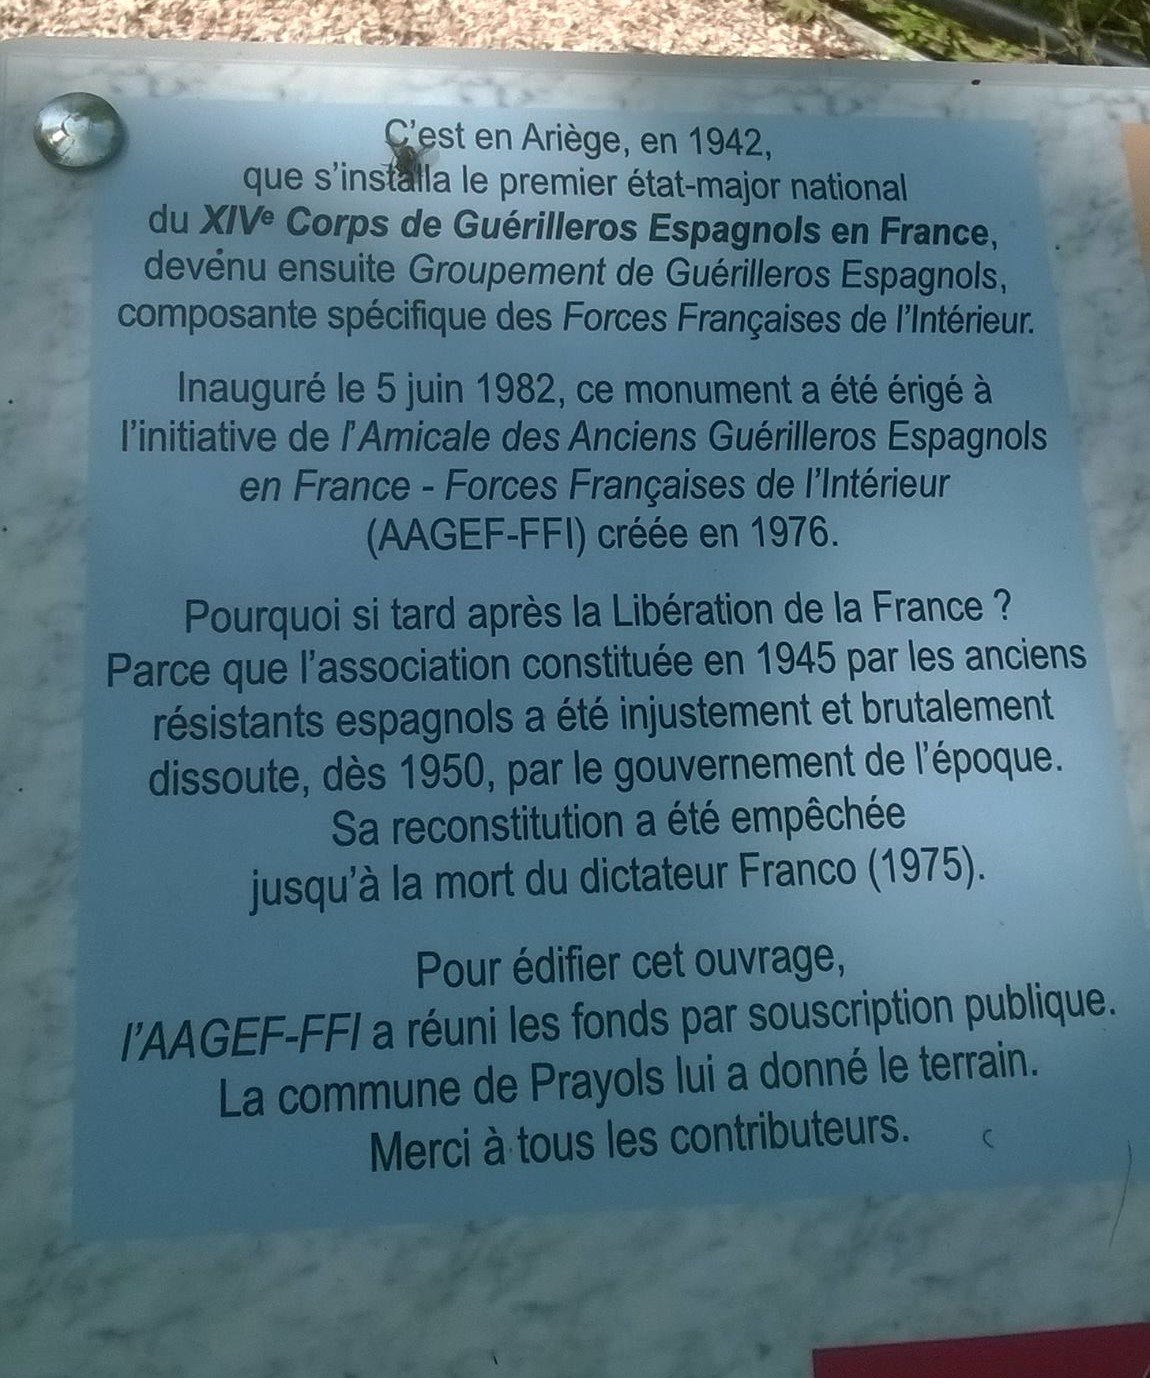 C'est en Ariège, en 1942,
que s'installa le premier état-major national
du XIVe Corps de Guérilleros Espagnols en France,
devenu ensuite Groupement de Guérilleros Espagnols,
composante spécifique des Forces Françaises de l'Intérieur.
Inauguré le 5 juin 1982, ce monument a été érigé à
l'initiative de l'Amicale des Anciens Guérilleros Espagnols
en France - Forces Françaises de l'Intérieur
(AAGEF-FFI) créée en 1976.
Pourquoi si tard après la Libération de la France ?
Parce que l'association constituée en 1945 par les anciens
résistants espagnols a été injustement et brutalement
dissoute, dès 1950, par le gouvernement de l'époque.
Sa reconstitution a été empêchée
jusqu'à la mort du dictateur Franco (1975).
Pour édifier cet ouvrage,
l'AAGEF-FFI a réuni les fonds par souscription publique.
La commune de Prayols lui a donné le terrain.
Merci à tous les contributeurs.